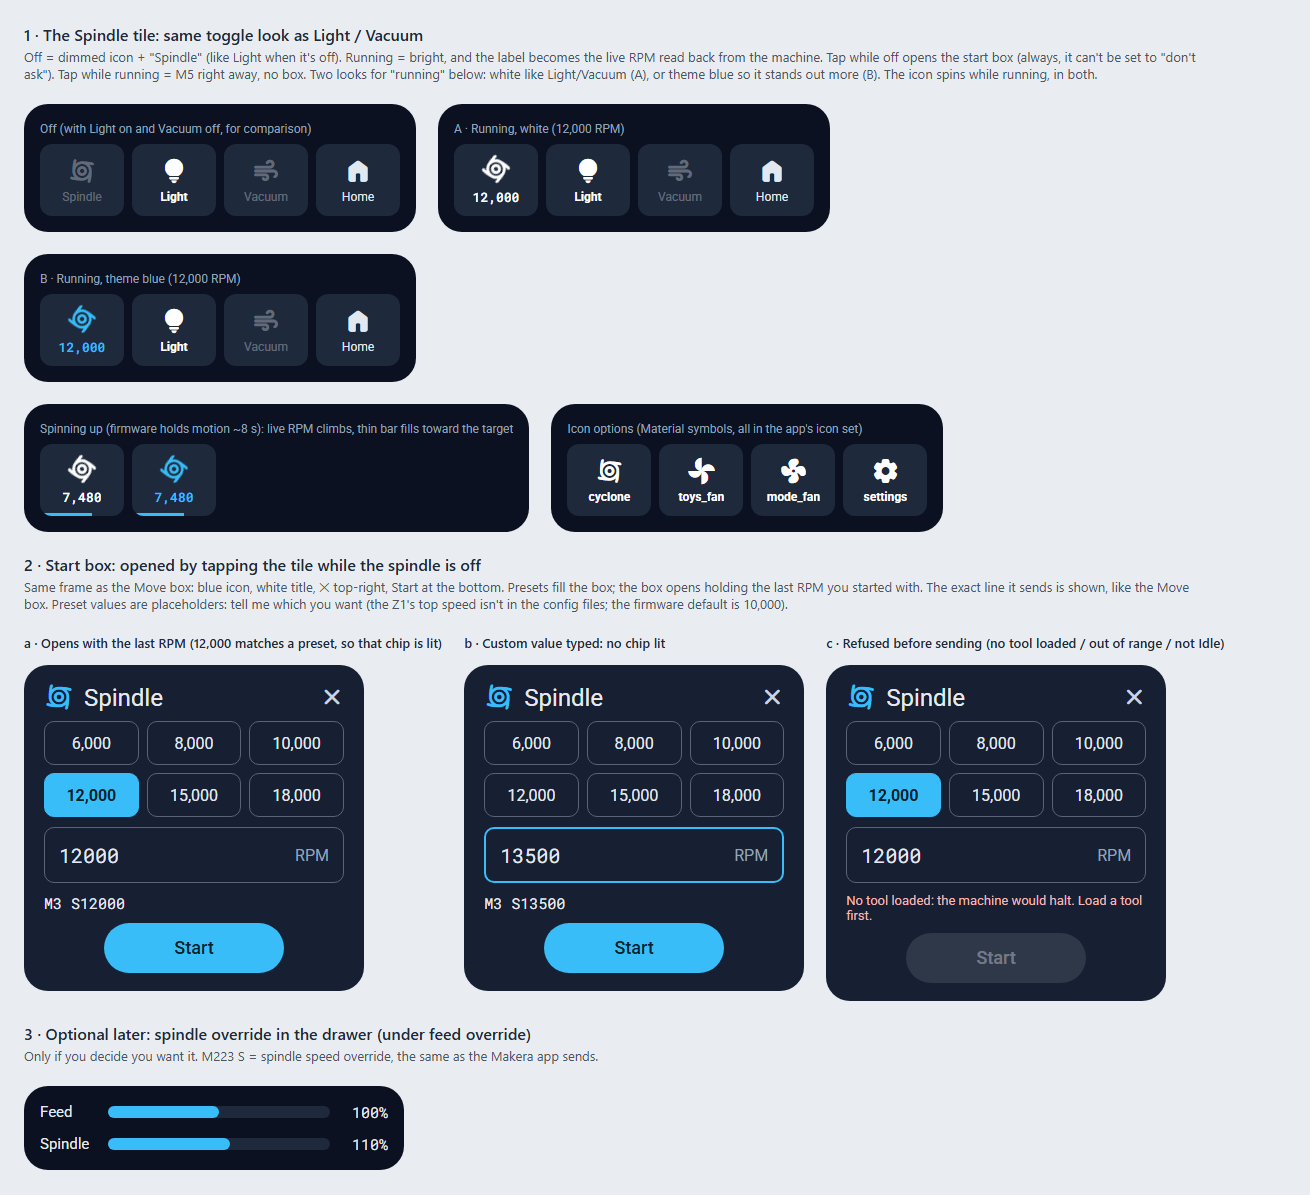 1 · The Spindle tile: same toggle look as Light / Vacuum
Off = dimmed icon + "Spindle" (like Light when it's off). Running = bright, and the label becomes the live RPM read back from the machine. Tap while off opens the start box (always, it can't be set to "don't
ask"). Tap while running = M5 right away, no box. Two looks for "running" below: white like Light/Vacuum (A), or theme blue so it stands out more (B). The icon spins while running, in both.
Off (with Light on and Vacuum off, for comparison)
Spindle
Light
Vacuum
Home
A · Running, white (12,000 RPM)
12,000
Light
Vacuum
Home
B · Running, theme blue (12,000 RPM)
12,000
Light
Vacuum
Home
Spinning up (firmware holds motion ~8 s): live RPM climbs, thin bar fills toward the target
7,480
7,480
Icon options (Material symbols, all in the app's icon set)
cyclone
toys_fan
mode_fan
settings
2 · Start box: opened by tapping the tile while the spindle is off
Same frame as the Move box: blue icon, white title, ✕ top-right, Start at the bottom. Presets fill the box; the box opens holding the last RPM you started with. The exact line it sends is shown, like the Move
box. Preset values are placeholders: tell me which you want (the Z1's top speed isn't in the config files; the firmware default is 10,000).
a · Opens with the last RPM (12,000 matches a preset, so that chip is lit)
Spindle ✕
6,000
8,000
10,000
12,000
15,000
18,000
12000 RPM
M3 S12000
Start
b · Custom value typed: no chip lit
Spindle ✕
6,000
8,000
10,000
12,000
15,000
18,000
13500 RPM
M3 S13500
Start
c · Refused before sending (no tool loaded / out of range / not Idle)
Spindle ✕
6,000
8,000
10,000
12,000
15,000
18,000
12000 RPM
No tool loaded: the machine would halt. Load a tool
first.
Start
3 · Optional later: spindle override in the drawer (under feed override)
Only if you decide you want it. M223 S = spindle speed override, the same as the Makera app sends.
Feed 100%
Spindle 110%